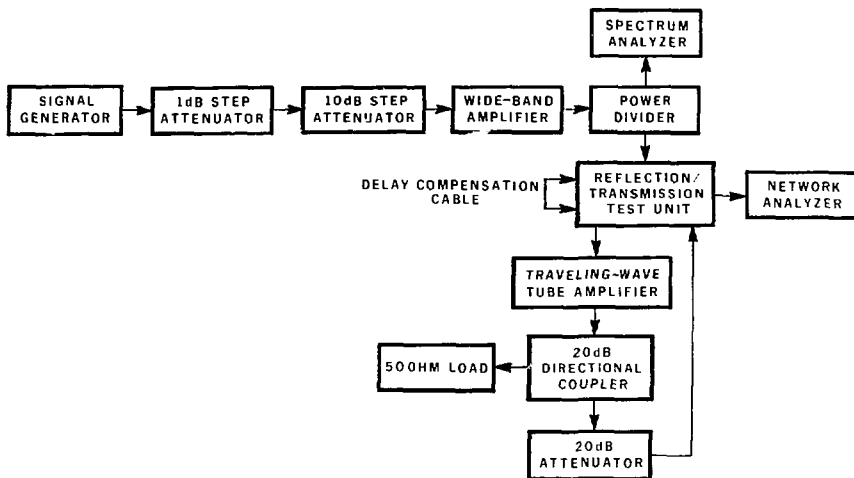 SPECTRUM
ANALYZER
SIGNAL
GENERATOR
1dB STEP
ATTENUATOR
10dB STEP
ATTENUATOR
WIDE-BAND
AMPLIFIER
POWER
DIVIDER
DELAY COMPENSATION
CABLE
REFLECTION/
TRANSMISSION
TEST UNIT
NETWORK
ANALYZER
TRAVELING-WAVE
TUBE AMPLIFIER
50OHM LOAD
20dB
DIRECTIONAL
COUPLER
20dB
ATTENUATOR